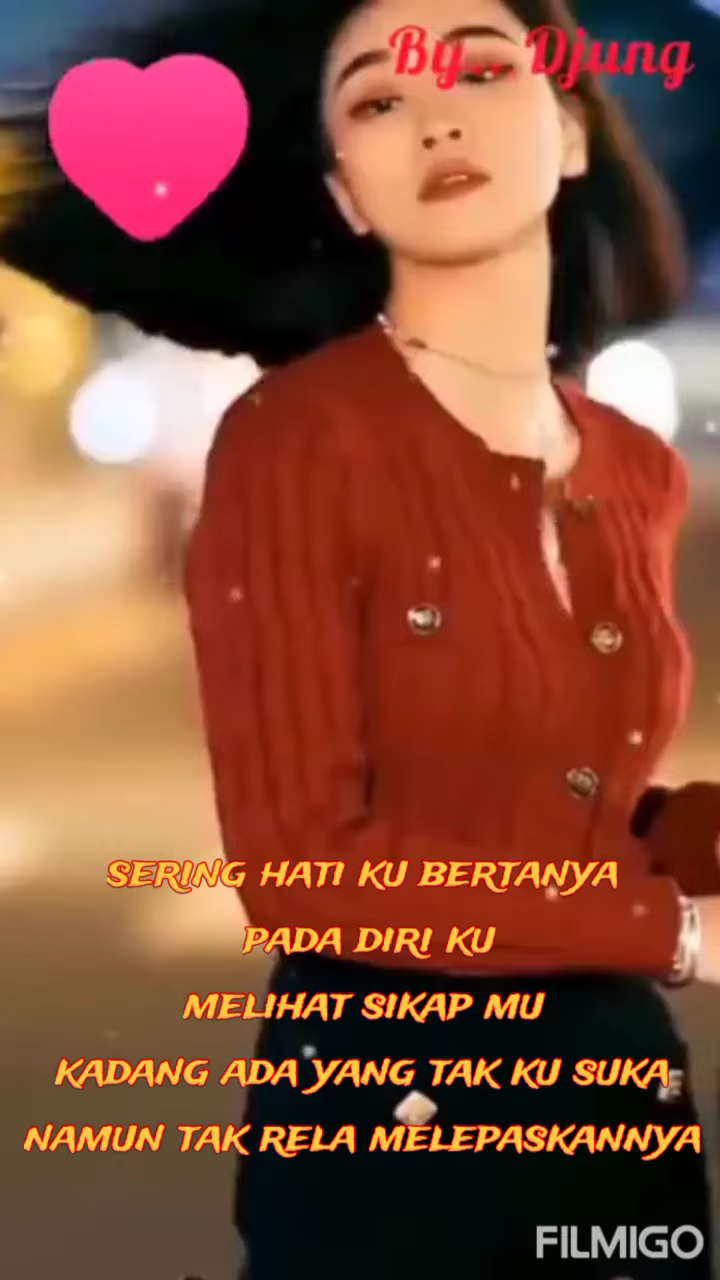 By... Djung
SERING HATI KU BERTANYA
PADA DIRI KU
MELIHAT SIKAP MU
KADANG ADA YANG TAK KU SUKA
NAMUN TAK RELA MELEPASKANNYA
FILMIGO